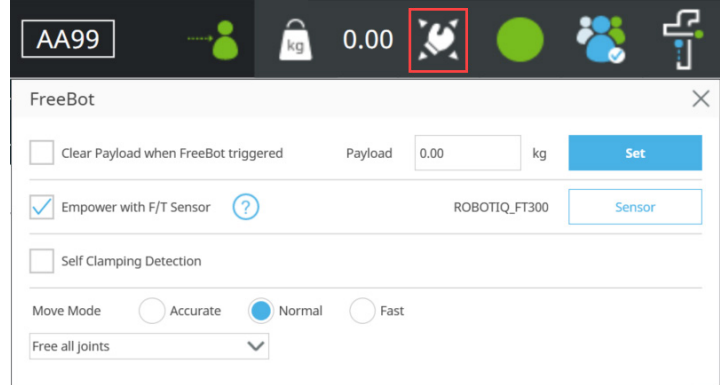 AA99 kg 0.00
FreeBot
Clear Payload when FreeBot triggered Payload 0.00 kg Set
Empower with F/T Sensor ? ROBOTIQ_FT300 Sensor
Self Clamping Detection
Move Mode Accurate Normal Fast
Free all joints